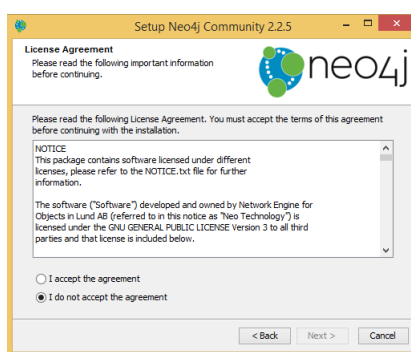 Setup Neo4j Community 2.2.5
License Agreement
Please read the following important information
before continuing.
neo4j
Please read the following License Agreement. You must accept the terms of this agreement
before continuing with the installation.
NOTICE
This package contains software licensed under different
licenses, please refer to the NOTICE.txt file for further
information.
The software ("Software") developed and owned by Network Engine for
Objects in Lund AB (referred to in this notice as "Neo Technology") is
licensed under the GNU GENERAL PUBLIC LICENSE Version 3 to all third
parties and that license is included below.
I accept the agreement
I do not accept the agreement
< Back Next > Cancel